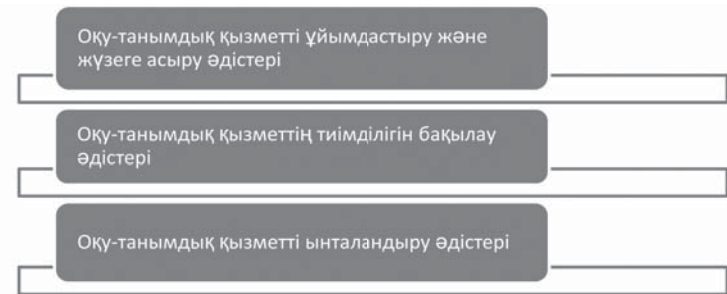 Оқу-танымдық қызметті ұйымдастыру және
жүзеге асыру әдістері
Оқу-танымдық қызметтің тиімділігін бақылау
әдістері
Оқу-танымдық қызметті ынталандыру әдістері